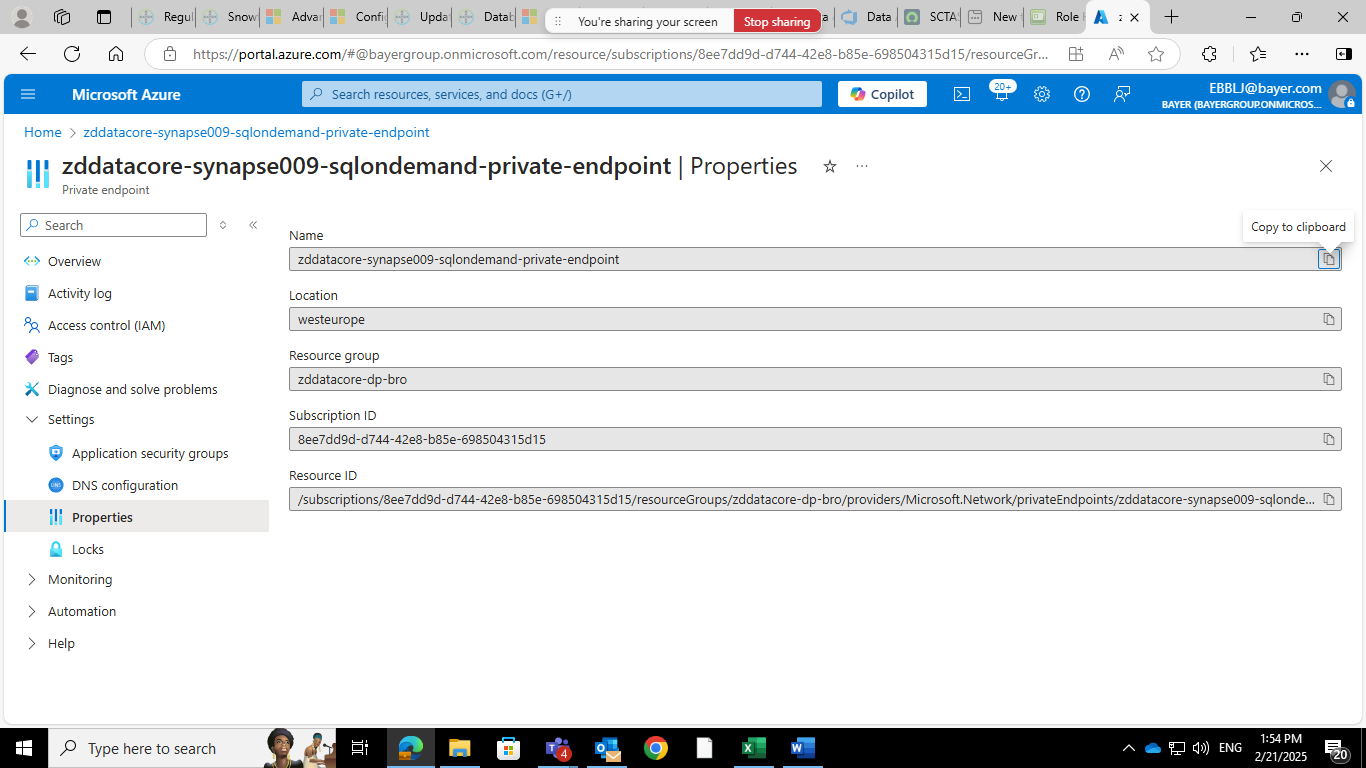 Regul
Snow
Advan
Config
Updat
Datab
You're sharing your screen
Stop sharing
Data
SCTAS
New
Role H
https://portal.azure.com/#@bayergroup.onmicrosoft.com/resource/subscriptions/8ee7dd9d-d744-42e8-b85e-698504315d15/resourceGr...
Microsoft Azure
Search resources, services, and docs (G+/)
Copilot
20+
EBBLJ@bayer.com
BAYER (BAYERGROUP.ONMICROS...
Home > zddatacore-synapse009-sqlondemand-private-endpoint
zddatacore-synapse009-sqlondemand-private-endpoint | Properties
Private endpoint
Search
Overview
Activity log
Access control (IAM)
Tags
Diagnose and solve problems
Settings
Application security groups
DNS configuration
Properties
Locks
Monitoring
Automation
Help
Copy to clipboard
Name
zddatacore-synapse009-sqlondemand-private-endpoint
Location
westeurope
Resource group
zddatacore-dp-bro
Subscription ID
8ee7dd9d-d744-42e8-b85e-698504315d15
Resource ID
/subscriptions/8ee7dd9d-d744-42e8-b85e-698504315d15/resourceGroups/zddatacore-dp-bro/providers/Microsoft.Network/privateEndpoints/zddatacore-synapse009-sqlonde...
Type here to search
4
ENG
1:54 PM
2/21/2025
20